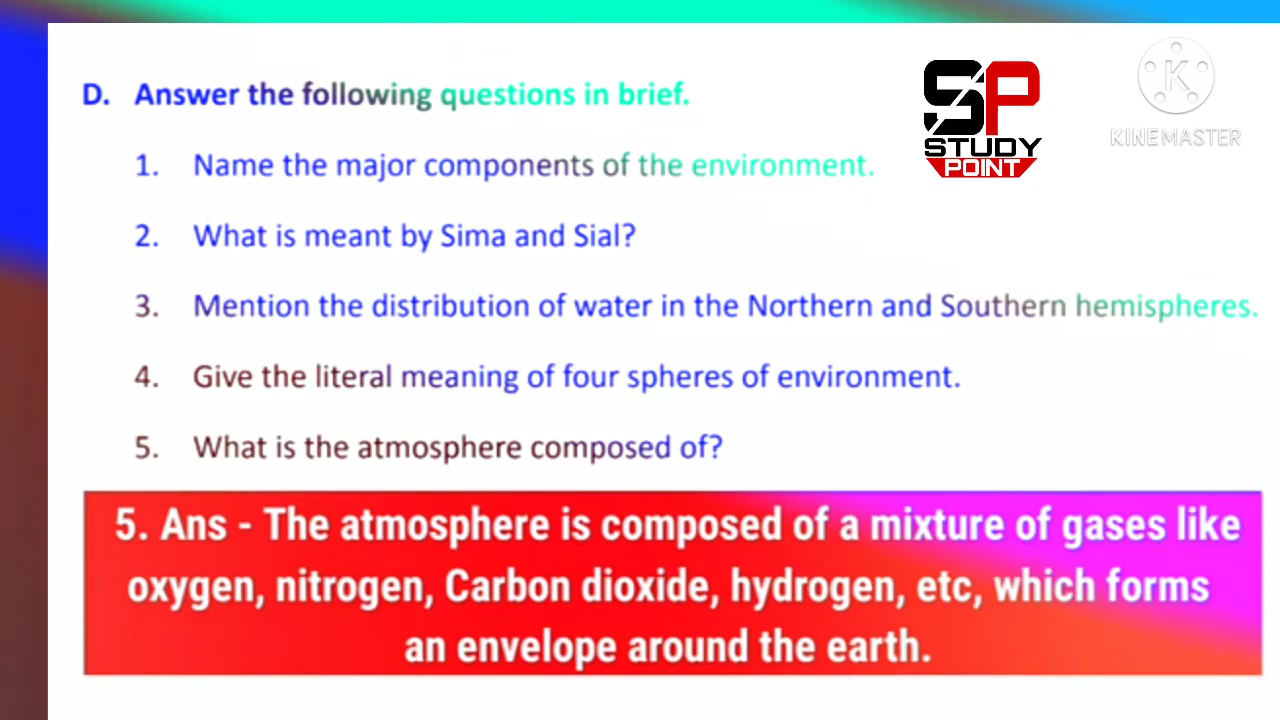 D. Answer the following questions in brief.
SP
STUDY
POINT
K
KINEMASTER
1. Name the major components of the environment.
2. What is meant by Sima and Sial?
3. Mention the distribution of water in the Northern and Southern hemispheres.
4. Give the literal meaning of four spheres of environment.
5. What is the atmosphere composed of?
5. Ans - The atmosphere is composed of a mixture of gases like
oxygen, nitrogen, Carbon dioxide, hydrogen, etc, which forms
an envelope around the earth.